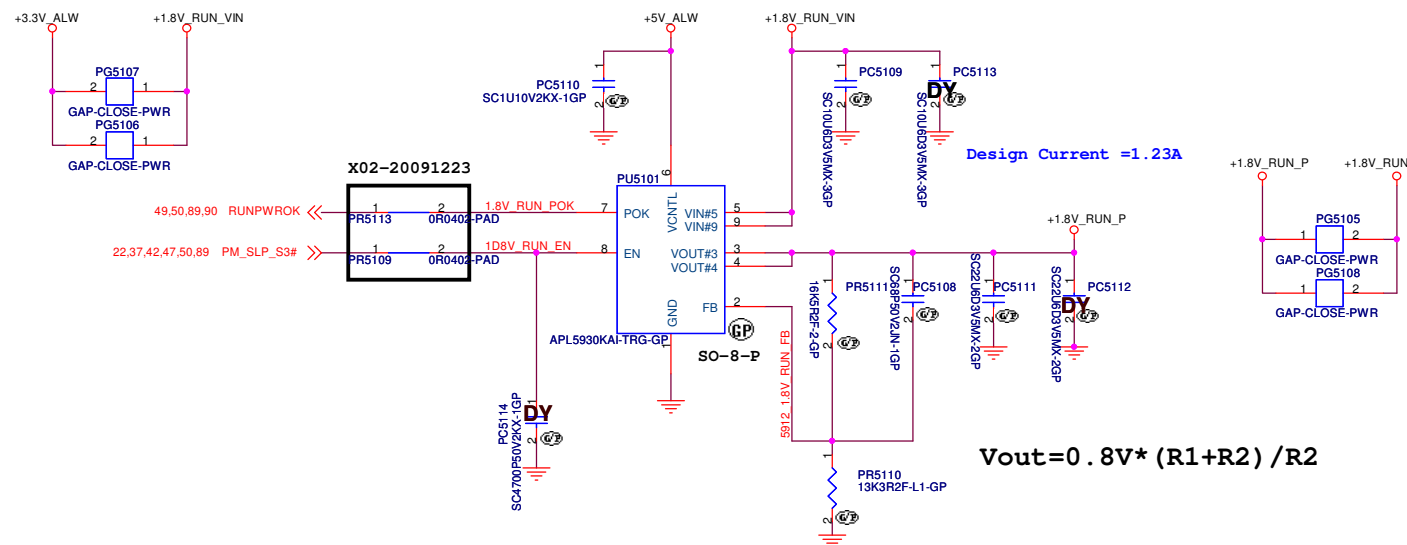 +3.3V_ALW
+1.8V_RUN_VIN
PG5107
2
1
GAP-CLOSE-PWR
PG5106
2
1
GAP-CLOSE-PWR
+5V_ALW
+1.8V_RUN_VIN
PC5110
SC1U10V2KX-1GP
1
2
G/P
PC5109
SC10U6D3V5MX-3GP
1
2
G/P
PC5113
SC10U6D3V5MX-3GP
1
2
DY
G/P
Design Current =1.23A
X02-20091223
49,50,89,90 RUNPWROK
1
2
PR5113
0R0402-PAD
1.8V_RUN_POK
22,37,42,47,50,89 PM_SLP_S3#
1
2
PR5109
0R0402-PAD
1D8V_RUN_EN
PU5101
6
VCNTL
7
POK
8
EN
VIN#5
5
VIN#9
9
VOUT#3
3
VOUT#4
4
FB
2
GND
1
APL5930KAI-TRG-GP
GP
SO-8-P
+1.8V_RUN_P
PR5111
16K5R2F-2-GP
1
2
G/P
PC5108
SC68P50V2JN-1GP
1
2
G/P
PC5111
SC22U6D3V5MX-2GP
1
2
G/P
PC5112
SC22U6D3V5MX-2GP
1
2
DY
G/P
5912_1.8V_RUN_FB
PC5114
SC4700P50V2KX-1GP
1
2
DY
G/P
PR5110
13K3R2F-L1-GP
1
2
G/P
Vout=0.8V*(R1+R2)/R2
+1.8V_RUN_P
+1.8V_RUN
PG5105
1
2
GAP-CLOSE-PWR
PG5108
1
2
GAP-CLOSE-PWR